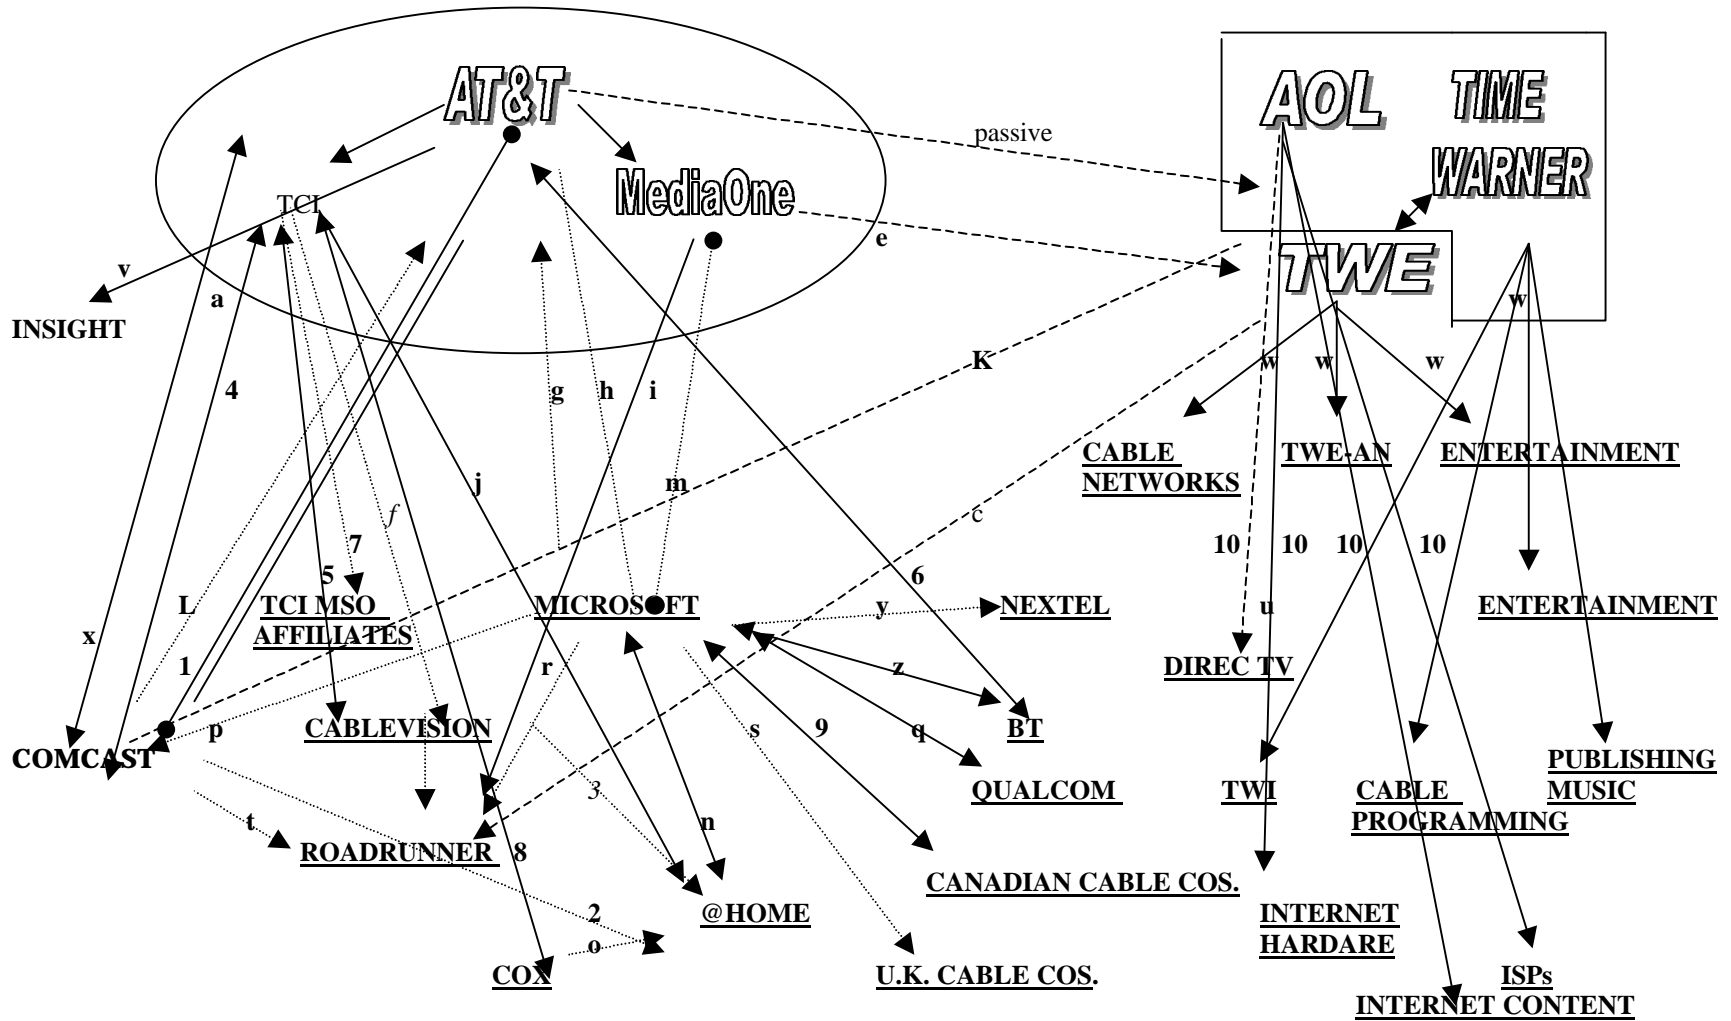 AT&T
AOL
TIME
WARNER
passive
MediaOne
TCI
e
TWE
v
a
w
INSIGHT
K
w
w
w
4
g
h
i
CABLE
NETWORKS
TWE-AN
ENTERTAINMENT
j
m
f
c
7
10
10
10
10
5
6
L
TCI MSO
AFFILIATES
MICROSOFT
y
NEXTEL
u
ENTERTAINMENT
x
1
r
z
DIREC TV
p
CABLEVISION
s
9
q
BT
COMCAST
QUALCOM
TWI
CABLE
PROGRAMMING
PUBLISHING
MUSIC
3
t
n
ROADRUNNER
8
CANADIAN CABLE COS.
2
@HOME
INTERNET
HARDARE
o
COX
U.K. CABLE COS.
ISPs
INTERNET CONTENT